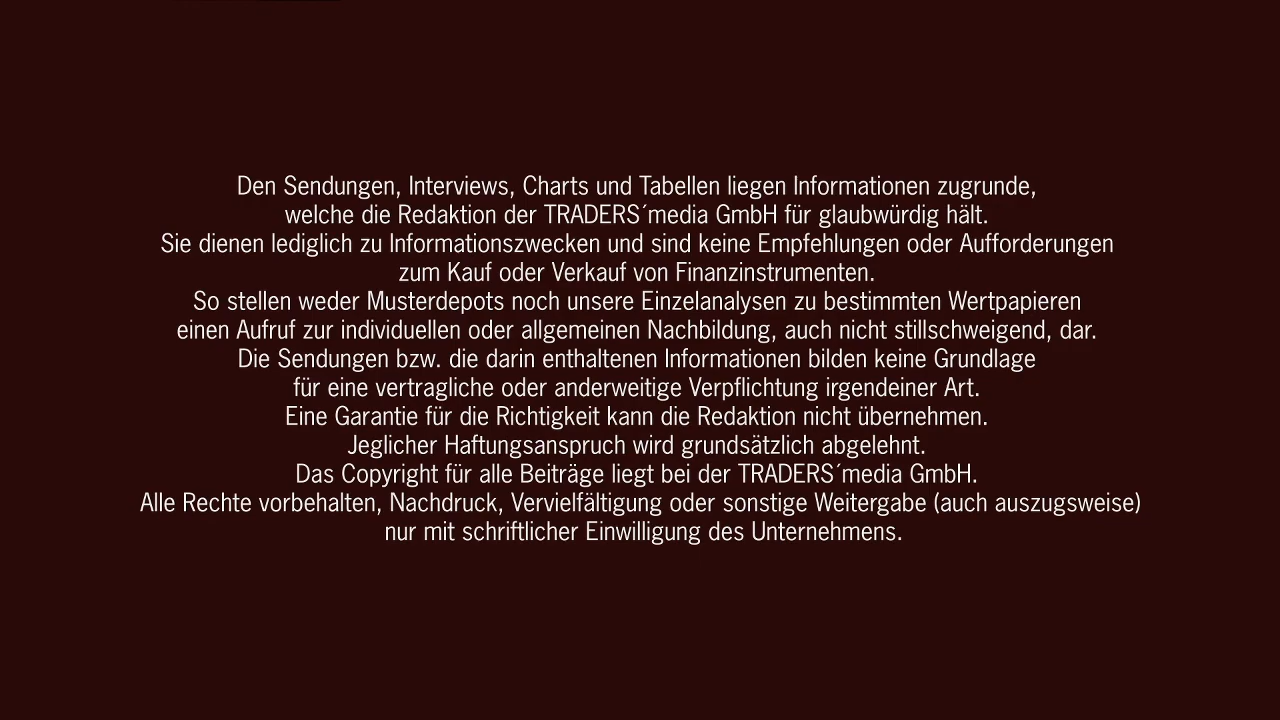 Den Sendungen, Interviews, Charts und Tabellen liegen Informationen zugrunde,
welche die Redaktion der TRADERS´media GmbH für glaubwürdig hält.
Sie dienen lediglich zu Informationszwecken und sind keine Empfehlungen oder Aufforderungen
zum Kauf oder Verkauf von Finanzinstrumenten.
So stellen weder Musterdepots noch unsere Einzelanalysen zu bestimmten Wertpapieren
einen Aufruf zur individuellen oder allgemeinen Nachbildung, auch nicht stillschweigend, dar.
Die Sendungen bzw. die darin enthaltenen Informationen bilden keine Grundlage
für eine vertragliche oder anderweitige Verpflichtung irgendeiner Art.
Eine Garantie für die Richtigkeit kann die Redaktion nicht übernehmen.
Jeglicher Haftungsanspruch wird grundsätzlich abgelehnt.
Das Copyright für alle Beiträge liegt bei der TRADERS´media GmbH.
Alle Rechte vorbehalten, Nachdruck, Vervielfältigung oder sonstige Weitergabe (auch auszugsweise)
nur mit schriftlicher Einwilligung des Unternehmens.